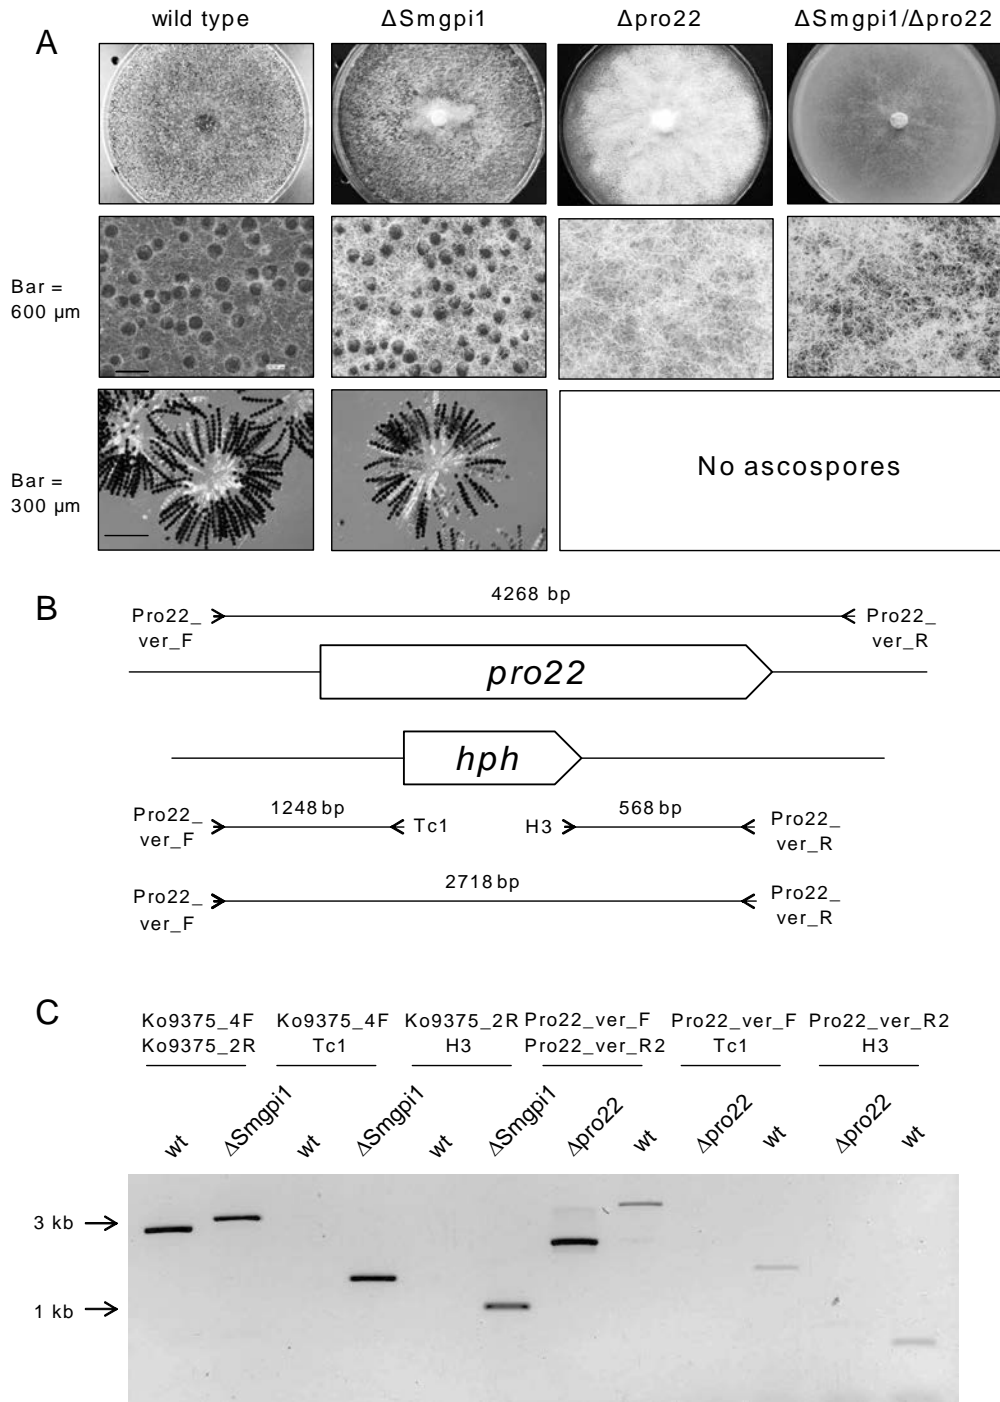 wild type ΔSmgpi1 Δpro22 ΔSmgpi1/Δpro22
A
Bar =
600 µm
Bar =
300 µm
No ascospores
B
4268 bp
Pro22_
ver_F
Pro22_
ver_R
pro22
hph
Pro22_
ver_F
1248 bp
Tc1
H3
568 bp
Pro22_
ver_R
Pro22_
ver_F
2718 bp
Pro22_
ver_R
C
Ko9375_4F Ko9375_4F Ko9375_2R Pro22_ver_F Pro22_ver_F Pro22_ver_R2
Ko9375_2R Tc1 H3 Pro22_ver_R2 Tc1 H3
wt ΔSmgpi1 wt ΔSmgpi1 wt ΔSmgpi1 Δpro22 wt Δpro22 wt Δpro22 wt
3 kb
1 kb